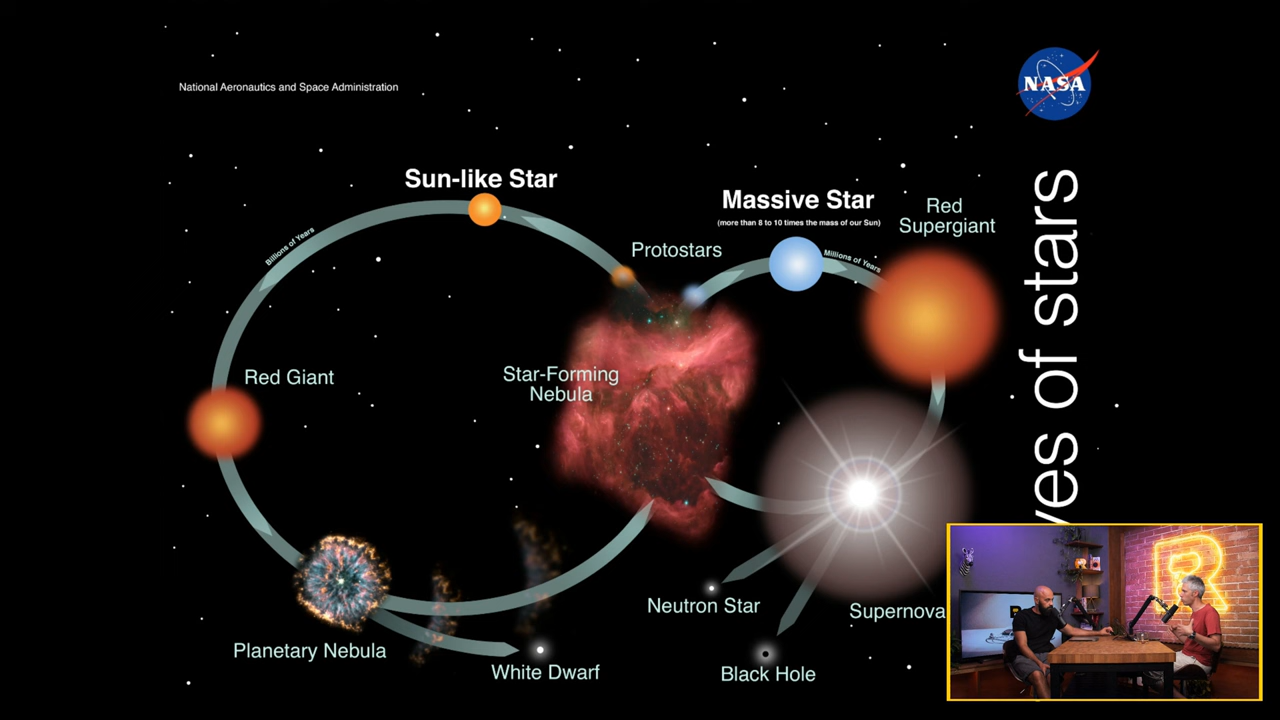 National Aeronautics and Space Administration
NASA
Sun-like Star
Massive Star
(more than 8 to 10 times the mass of our Sun)
Red
Supergiant
Protostars
Billions of Years
Millions of Years
Red Giant
Star-Forming
Nebula
Neutron Star
Supernova
Planetary Nebula
White Dwarf
Black Hole
ves of stars
R